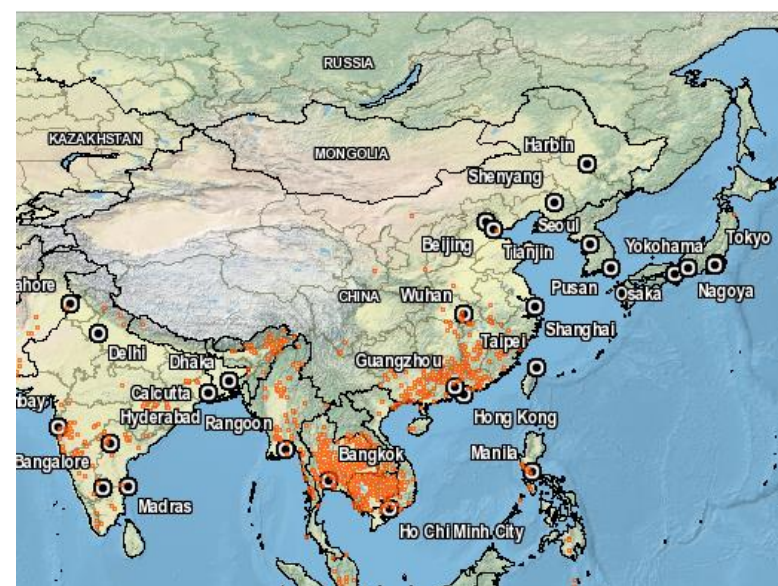 RUSSIA
KAZAKHSTAN
MONGOLIA
Harbin
Shenyang
Beijing
Tianjin
Seoul
Yokohama
Tokyo
Pusan
Osaka
Nagoya
CHINA
Wuhan
Shanghai
ahore
Delhi
Dhaka
Guangzhou
Taipei
Calcutta
Hong Kong
bay
Hyderabad
Rangoon
Bangkok
Manila
Bangalore
Madras
Ho Chi Minh City